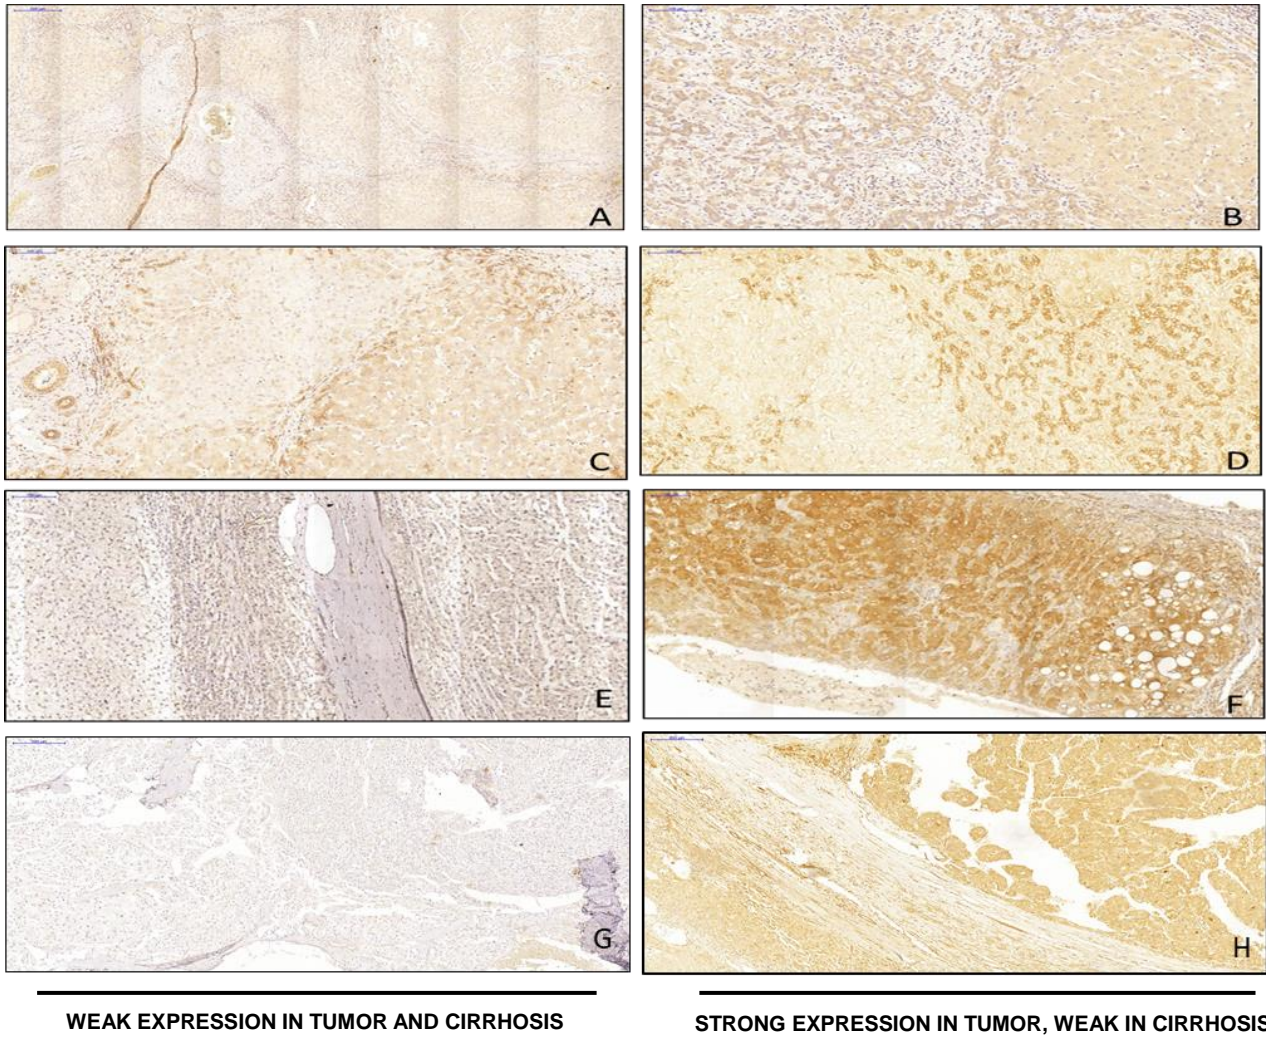 A
B
C
D
E
F
G
H
WEAK EXPRESSION IN TUMOR AND CIRRHOSIS
STRONG EXPRESSION IN TUMOR, WEAK IN CIRRHOSIS